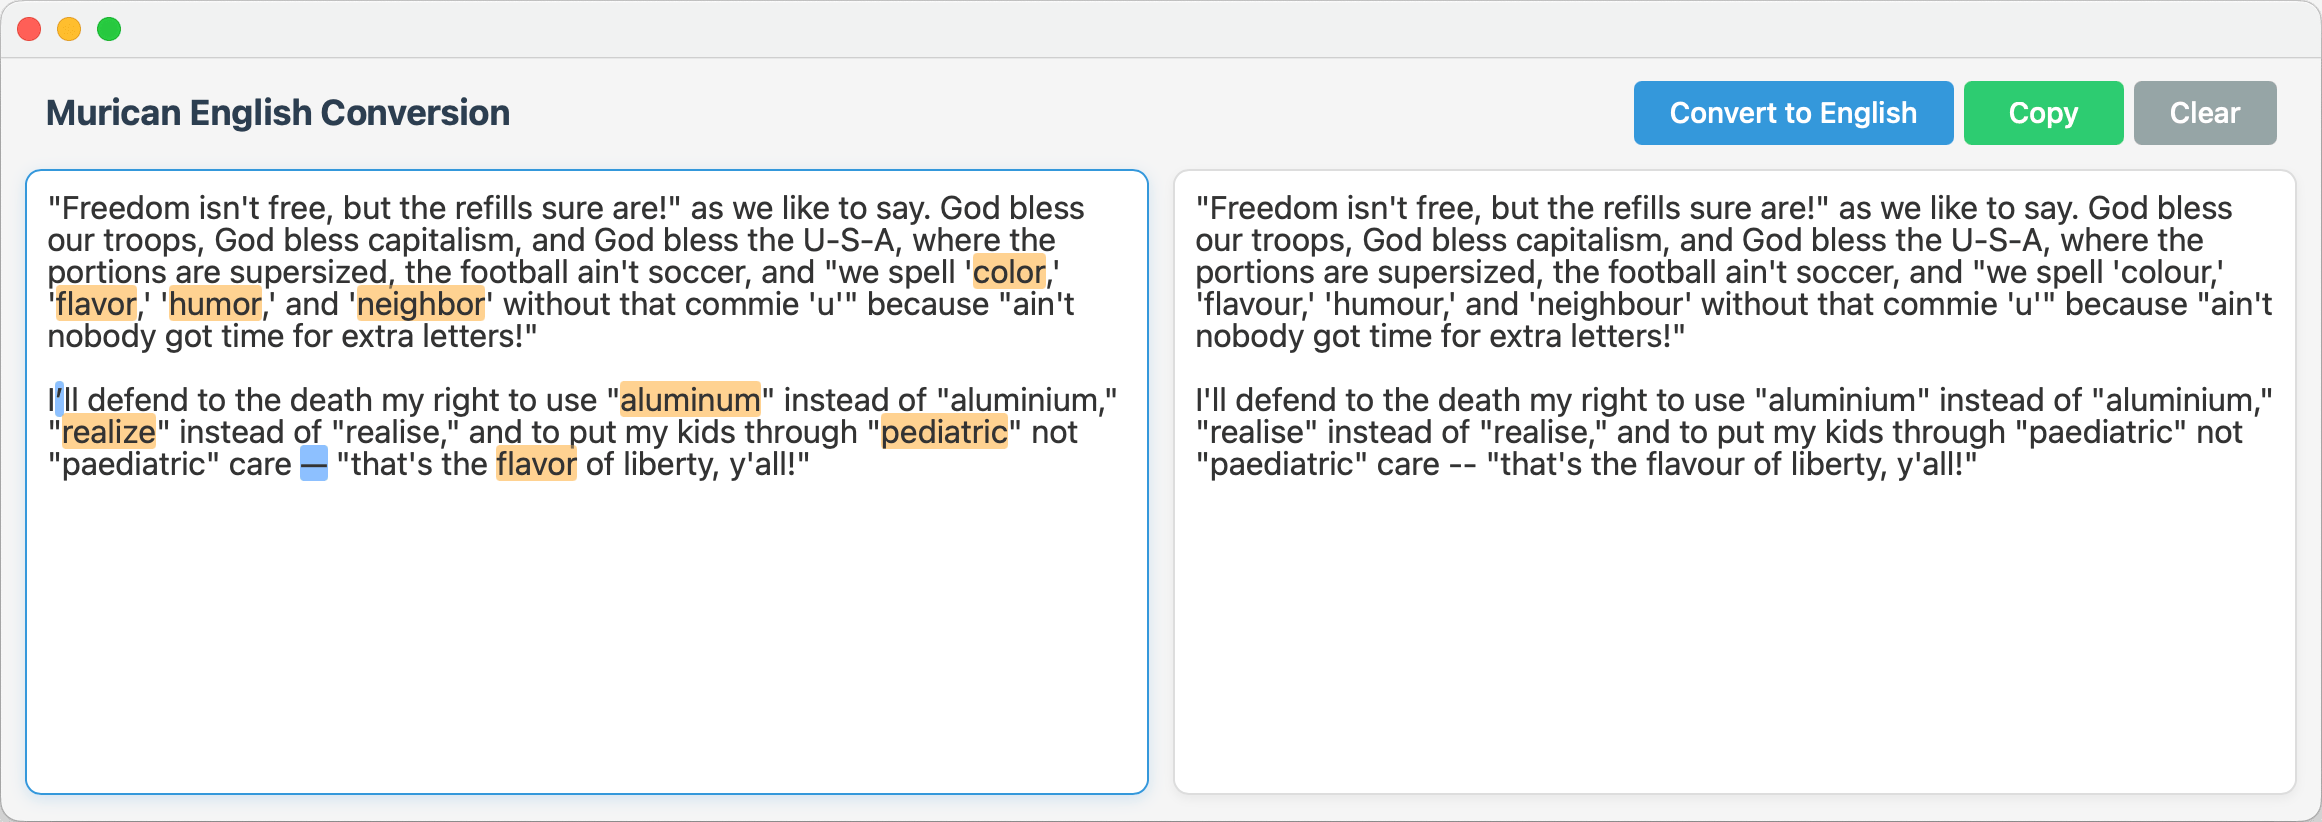 Murican English Conversion
Convert to English
Copy
Clear
"Freedom isn't free, but the refills sure are!" as we like to say. God bless
our troops, God bless capitalism, and God bless the U-S-A, where the
portions are supersized, the football ain't soccer, and "we spell 'color,'
'flavor,' 'humor,' and 'neighbor' without that commie 'u'" because "ain't
nobody got time for extra letters!"
I’ll defend to the death my right to use "aluminum" instead of "aluminium,"
"realize" instead of "realise," and to put my kids through "pediatric" not
"paediatric" care — "that's the flavor of liberty, y'all!"
"Freedom isn't free, but the refills sure are!" as we like to say. God bless
our troops, God bless capitalism, and God bless the U-S-A, where the
portions are supersized, the football ain't soccer, and "we spell 'colour,'
'flavour,' 'humour,' and 'neighbour' without that commie 'u'" because "ain't
nobody got time for extra letters!"
I'll defend to the death my right to use "aluminium" instead of "aluminium,"
"realise" instead of "realise," and to put my kids through "paediatric" not
"paediatric" care -- "that's the flavour of liberty, y'all!"